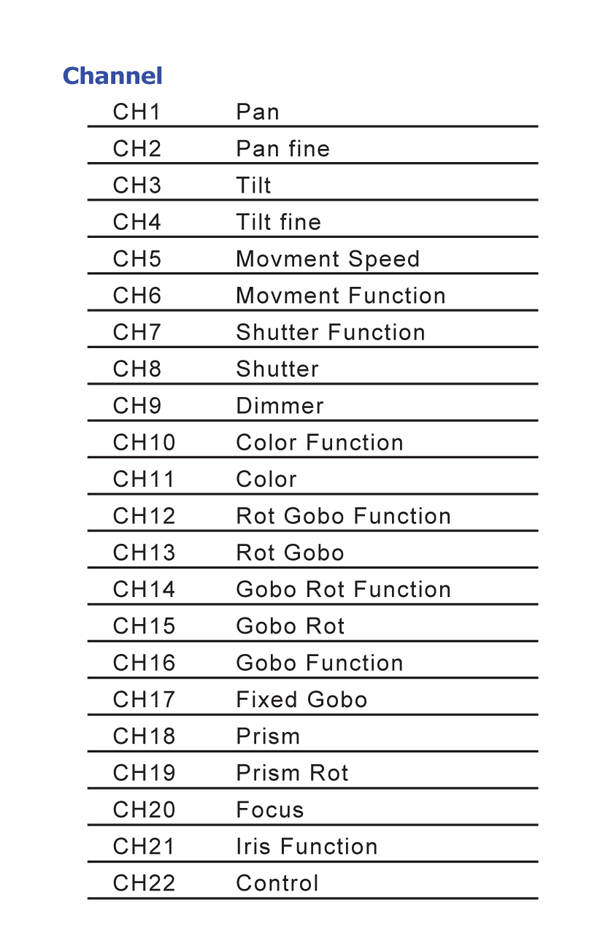 Channel
CH1 Pan
CH2 Pan fine
CH3 Tilt
CH4 Tilt fine
CH5 Movment Speed
CH6 Movment Function
CH7 Shutter Function
CH8 Shutter
CH9 Dimmer
CH10 Color Function
CH11 Color
CH12 Rot Gobo Function
CH13 Rot Gobo
CH14 Gobo Rot Function
CH15 Gobo Rot
CH16 Gobo Function
CH17 Fixed Gobo
CH18 Prism
CH19 Prism Rot
CH20 Focus
CH21 Iris Function
CH22 Control